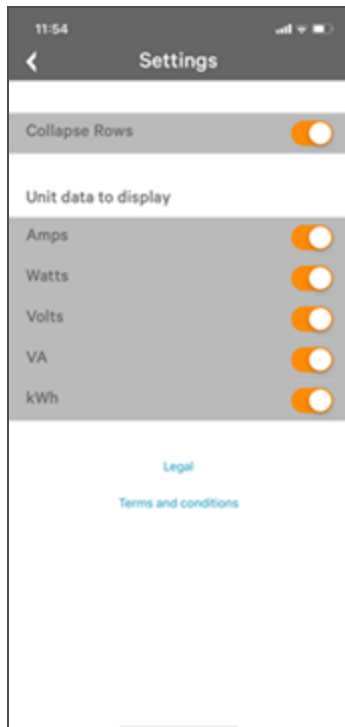 11:54
Settings
Collapse Rows
Unit data to display
Amps
Watts
Volts
VA
kWh
Legal
Terms and conditions